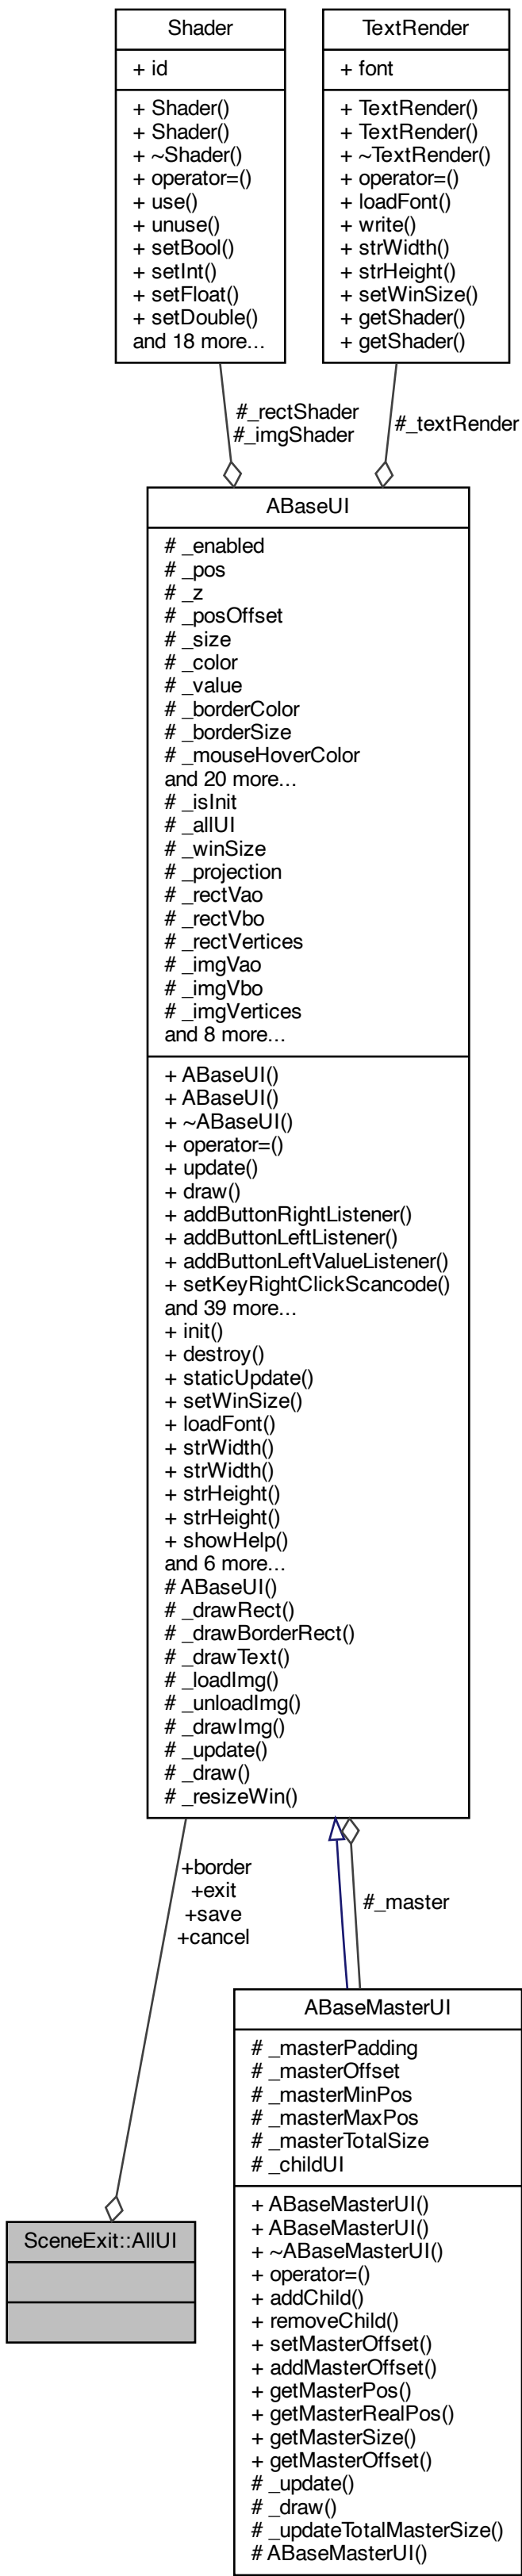 Shader
+ id
+ Shader()
+ Shader()
+ ~Shader()
+ operator=()
+ use()
+ unuse()
+ setBool()
+ setInt()
+ setFloat()
+ setDouble()
and 18 more...
TextRender
+ font
+ TextRender()
+ TextRender()
+ ~TextRender()
+ operator=()
+ loadFont()
+ write()
+ strWidth()
+ strHeight()
+ setWinSize()
+ getShader()
+ getShader()
#_rectShader
#_imgShader
#_textRender
ABaseUI
# _enabled
# _pos
# _z
# _posOffset
# _size
# _color
# _value
# _borderColor
# _borderSize
# _mouseHoverColor
and 20 more...
# _isInit
# _allUI
# _winSize
# _projection
# _rectVao
# _rectVbo
# _rectVertices
# _imgVao
# _imgVbo
# _imgVertices
and 8 more...
+ ABaseUI()
+ ABaseUI()
+ ~ABaseUI()
+ operator=()
+ update()
+ draw()
+ addButtonRightListener()
+ addButtonLeftListener()
+ addButtonLeftValueListener()
+ setKeyRightClickScancode()
and 39 more...
+ init()
+ destroy()
+ staticUpdate()
+ setWinSize()
+ loadFont()
+ strWidth()
+ strWidth()
+ strHeight()
+ strHeight()
+ showHelp()
and 6 more...
# ABaseUI()
# _drawRect()
# _drawBorderRect()
# _drawText()
# _loadImg()
# _unloadImg()
# _drawImg()
# _update()
# _draw()
# _resizeWin()
+border
+exit
+save
+cancel
#_master
SceneExit::AllUI
ABaseMasterUI
# _masterPadding
# _masterOffset
# _masterMinPos
# _masterMaxPos
# _masterTotalSize
# _childUI
+ ABaseMasterUI()
+ ABaseMasterUI()
+ ~ABaseMasterUI()
+ operator=()
+ addChild()
+ removeChild()
+ setMasterOffset()
+ addMasterOffset()
+ getMasterPos()
+ getMasterRealPos()
+ getMasterSize()
+ getMasterOffset()
# _update()
# _draw()
# _updateTotalMasterSize()
# ABaseMasterUI()